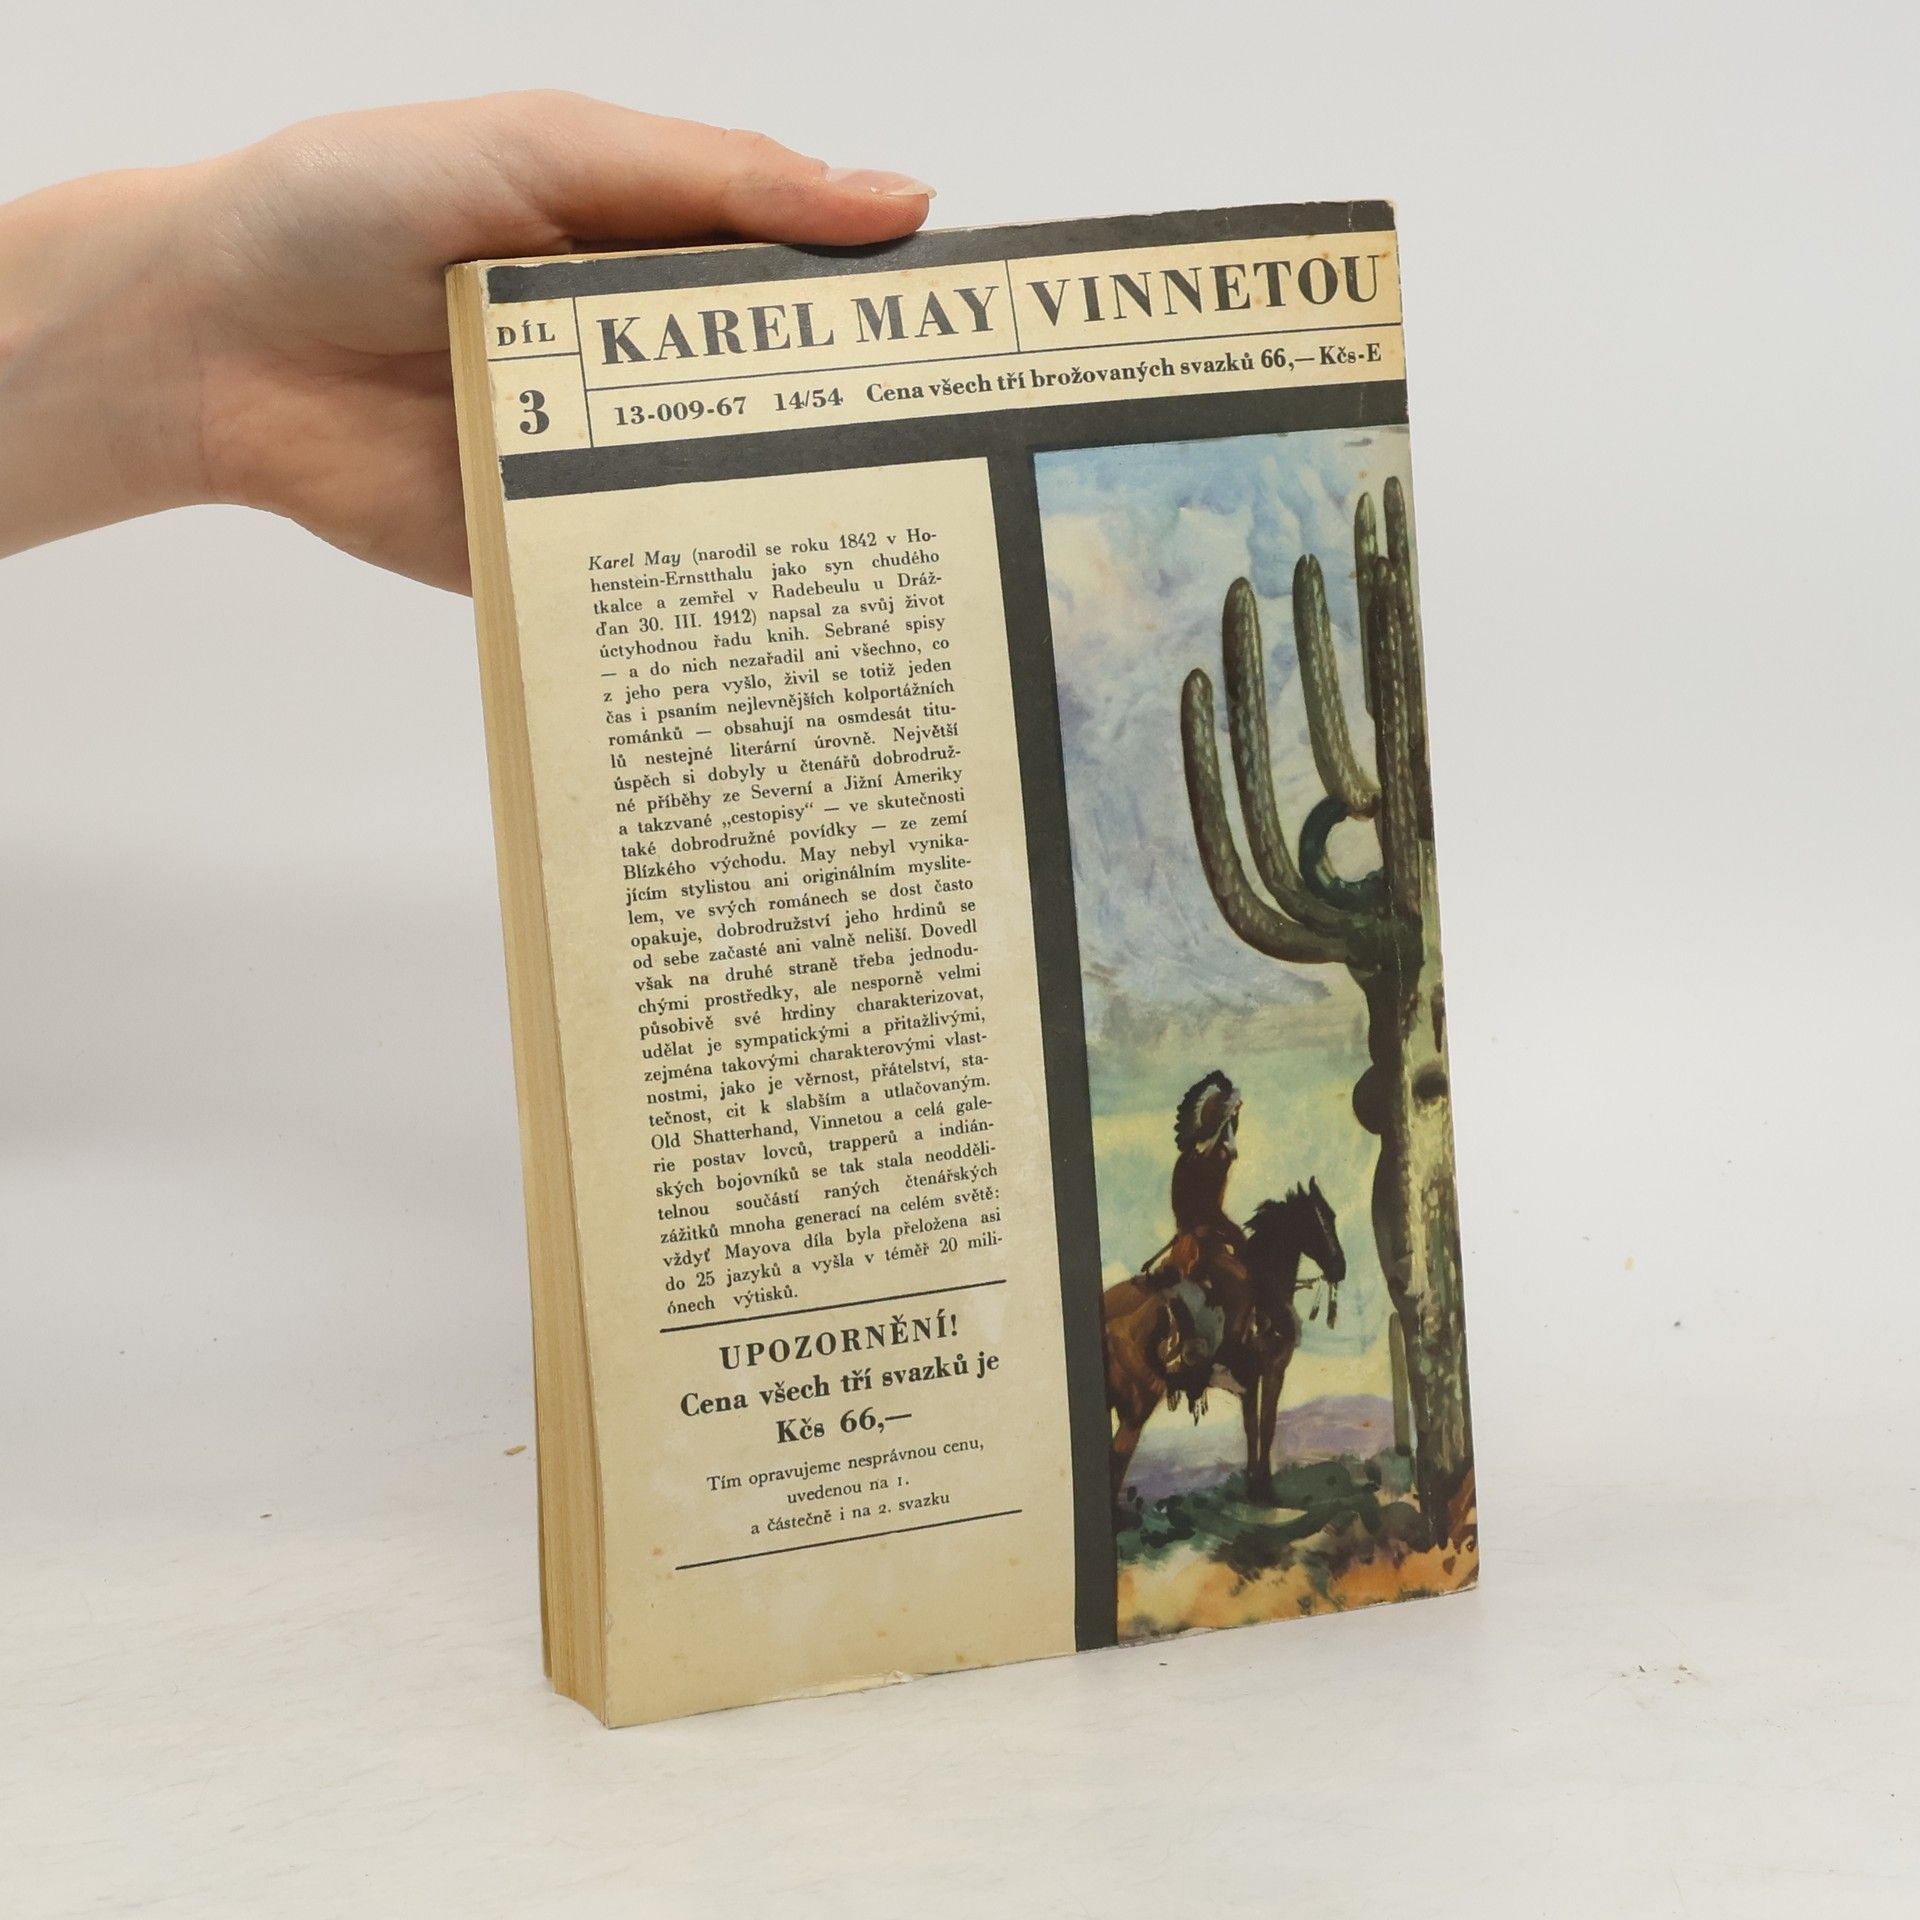 DÍL
3
KAREL MAY
VINNETOU
13-009-67 14/54 Cena všech tří brožovaných svazků 66,— Kčs-E
Karel May (narodil se roku 1842 v Ho-
henstein-Ernstthalu jako syn chudého
tkalce a zemřel v Radebeulu u Dráž-
ďan 30. III. 1912) napsal za svůj život
úctyhodnou řadu knih. Sebrané spisy
— a do nich nezařadil ani všechno, co
z jeho pera vyšlo, živil se totiž jeden
čas i psaním nejlevnějších kolportážních
románků — obsahují na osmdesát titu-
lů nestejné literární úrovně. Největší
úspěch si dobyly u čtenářů dobrodruž-
né příběhy ze Severní a Jižní Ameriky
a takzvané „cestopisy“ — ve skutečnosti
také dobrodružné povídky — ze zemí
Blízkého východu. May nebyl vynika-
jícím stylistou ani originálním myslite-
lem, ve svých románech se dost často
opakuje, dobrodružství jeho hrdinů se
od sebe začasté ani valně neliší. Dovedl
však na druhé straně třeba jednodu-
chými prostředky, ale nesporně velmi
působivě své hrdiny charakterizovat,
udělat je sympatickými a přitažlivými,
zejména takovými charakterovými vlast-
nostmi, jako je věrnost, přátelství, sta-
tečnost, cit k slabším a utlačovaným.
Old Shatterhand, Vinnetou a celá gale-
rie postav lovců, trapperů a indián-
ských bojovníků se tak stala neodděli-
telnou součástí raných čtenářských
zážitků mnoha generací na celém světě:
vždyť Mayova díla byla přeložena asi
do 25 jazyků a vyšla v téměř 20 mili-
ónech výtisků.
UPOZORNĚNÍ!
Cena všech tří svazků je
Kčs 66,—
Tím opravujeme nesprávnou cenu,
uvedenou na 1.
a částečně i na 2. svazku